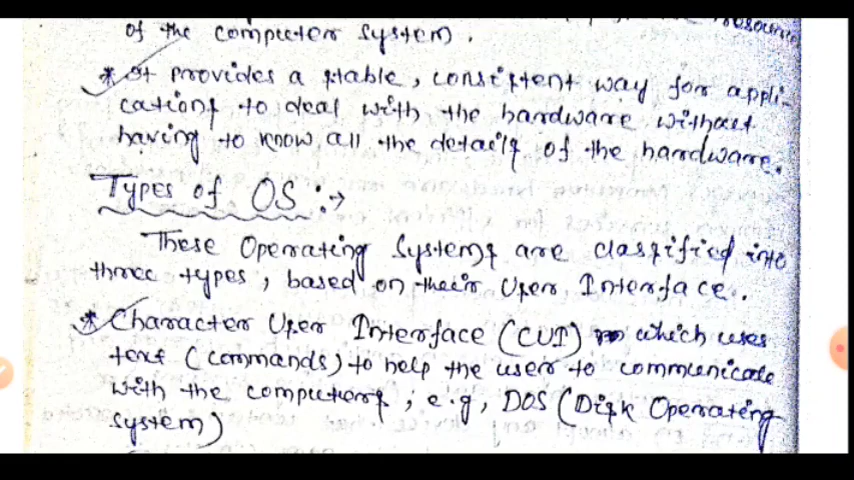 resource
of the computer system.
* It provides a stable, consistent way for appli-
cations to deal with the hardware without
having to know all the details of the hardware.
Types of OS :→
These Operating Systems are classified into
three types, based on their User Interface.
* Character User Interface (CUI) which uses
text (commands) to help the user to communicate
with the computers ; e.g, DOS (Disk Operating
system)